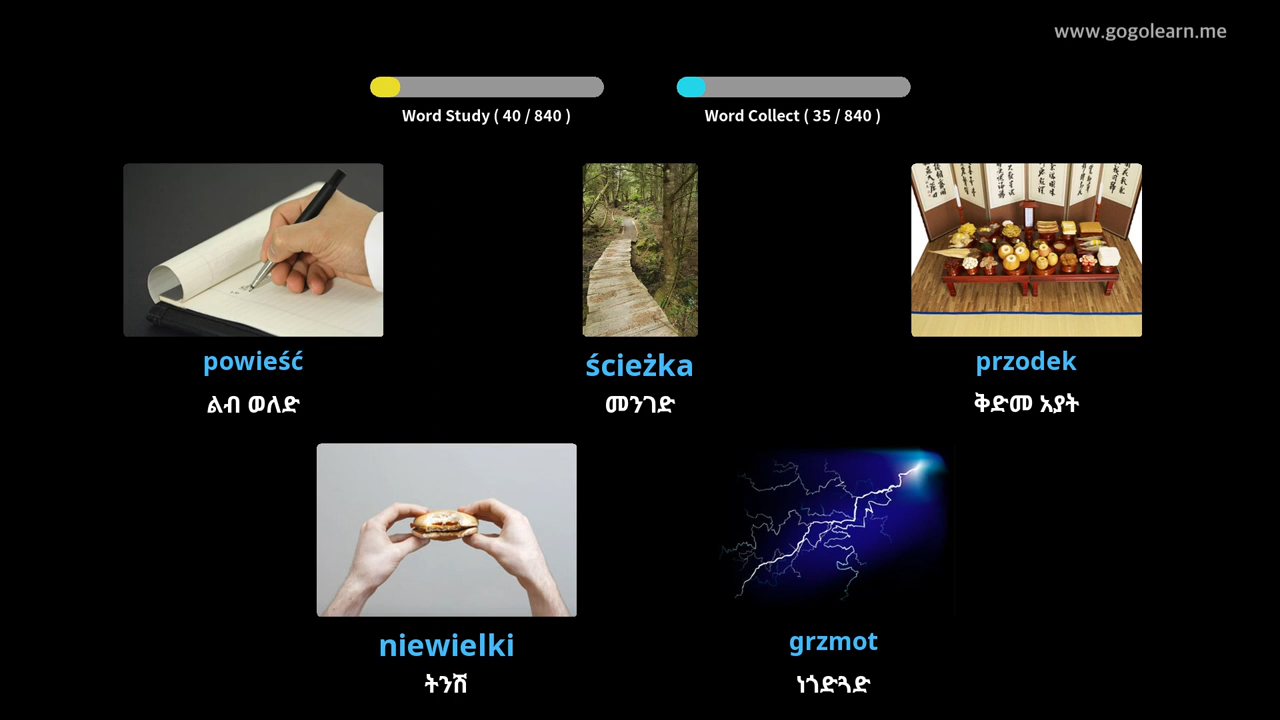 www.gogolearn.me
Word Study ( 40 / 840 )
Word Collect ( 35 / 840 )
powieść
ልብ ወለድ
ścieżka
መንገድ
przodek
ቅድመ አያት
niewielki
ትንሽ
grzmot
ነጎድጓድ